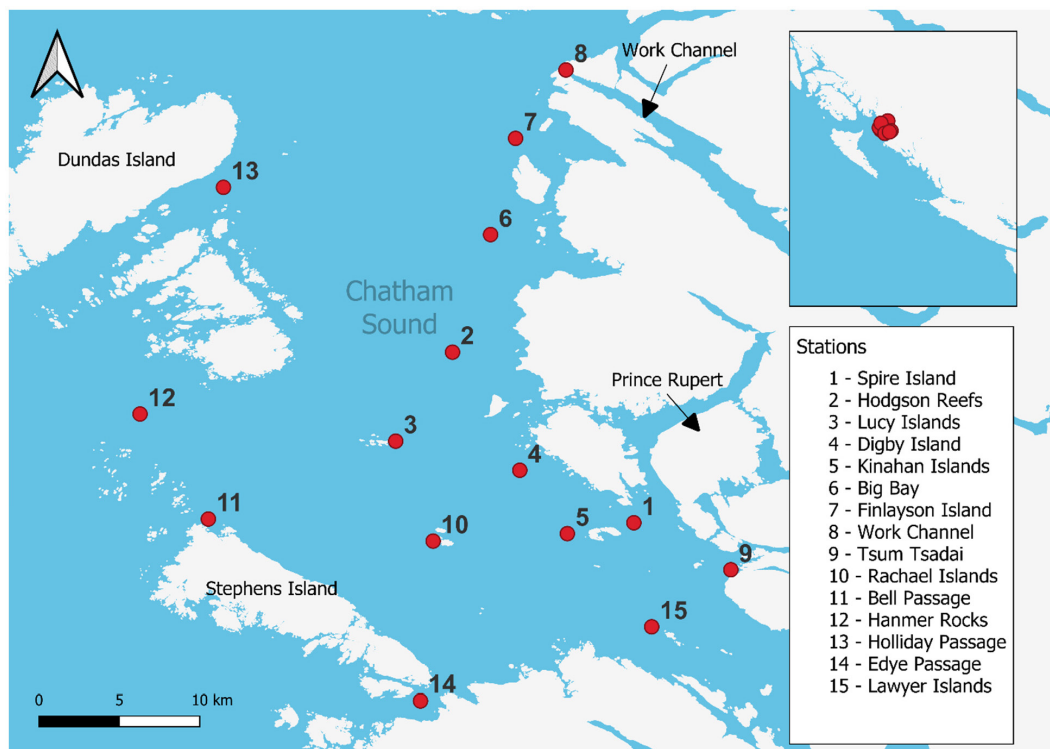 8
Work Channel
7
Dundas Island
13
6
Chatham
Sound
2
Prince Rupert
12
3
4
11
10
5
1
9
Stephens Island
15
14
0 5 10 km
Stations
1 - Spire Island
2 - Hodgson Reefs
3 - Lucy Islands
4 - Digby Island
5 - Kinahan Islands
6 - Big Bay
7 - Finlayson Island
8 - Work Channel
9 - Tsum Tsadai
10 - Rachael Islands
11 - Bell Passage
12 - Hanmer Rocks
13 - Holliday Passage
14 - Edye Passage
15 - Lawyer Islands